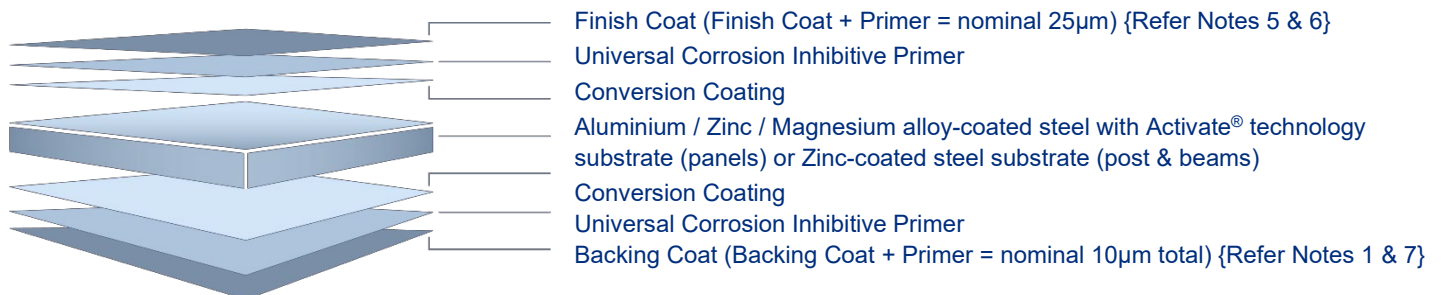 Finish Coat (Finish Coat + Primer = nominal 25µm) {Refer Notes 5 & 6}
Universal Corrosion Inhibitive Primer
Conversion Coating
Aluminium / Zinc / Magnesium alloy-coated steel with Activate® technology
substrate (panels) or Zinc-coated steel substrate (post & beams)
Conversion Coating
Universal Corrosion Inhibitive Primer
Backing Coat (Backing Coat + Primer = nominal 10µm total) {Refer Notes 1 & 7}